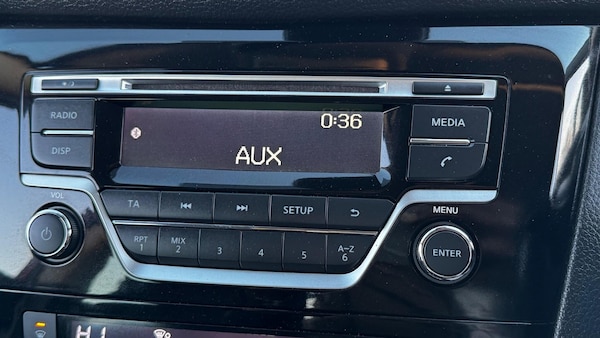 RADIO
DISP
0:36
AUX
MEDIA
VOL
TA
SETUP
MENU
RPT
1
MIX
2
3
4
5
A-Z
6
ENTER
H 1